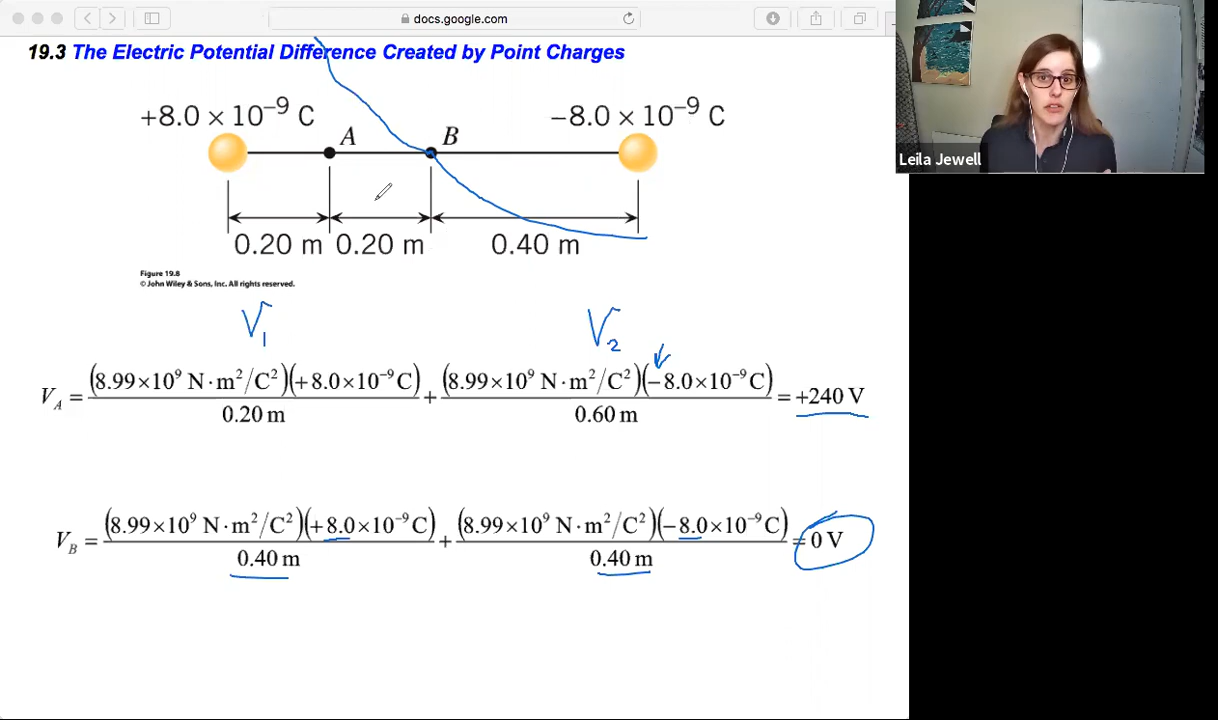 docs.google.com
19.3 The Electric Potential Difference Created by Point Charges
+8.0 × 10⁻⁹ C
−8.0 × 10⁻⁹ C
A
B
0.20 m
0.20 m
0.40 m
Leila Jewell
Figure 19.8
© John Wiley & Sons, Inc. All rights reserved.
V₁
V₂
V_A = (8.99×10⁹ N·m²/C²)(+8.0×10⁻⁹C) / 0.20 m + (8.99×10⁹ N·m²/C²)(−8.0×10⁻⁹C) / 0.60 m = +240 V
V_B = (8.99×10⁹ N·m²/C²)(+8.0×10⁻⁹C) / 0.40 m + (8.99×10⁹ N·m²/C²)(−8.0×10⁻⁹C) / 0.40 m = 0 V